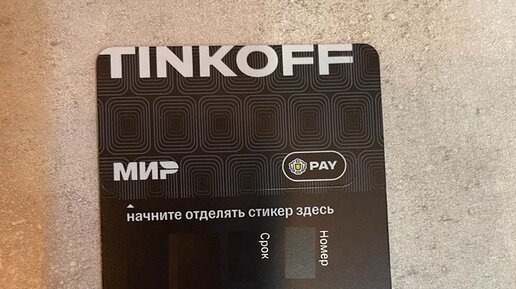 TINKOFF
МИР PAY
начните отделять стикер здесь
Номер
Срок